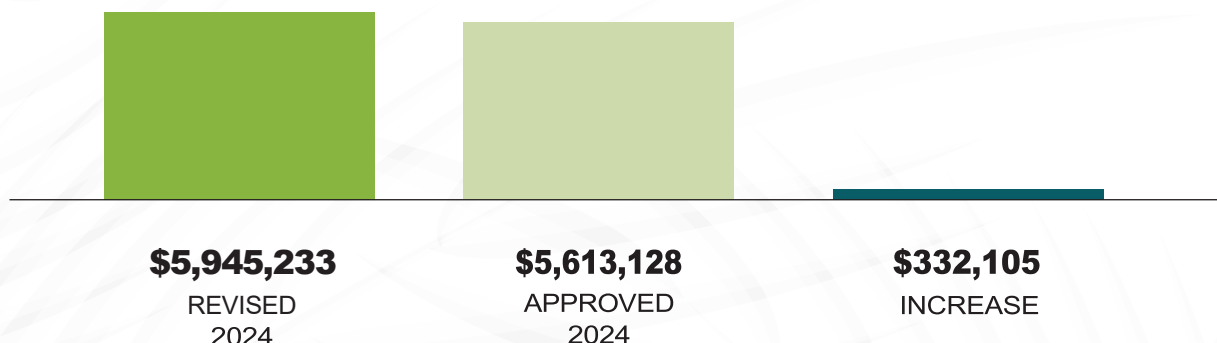 $5,945,233 $5,613,128 $332,105
REVISED APPROVED INCREASE
2024 2024